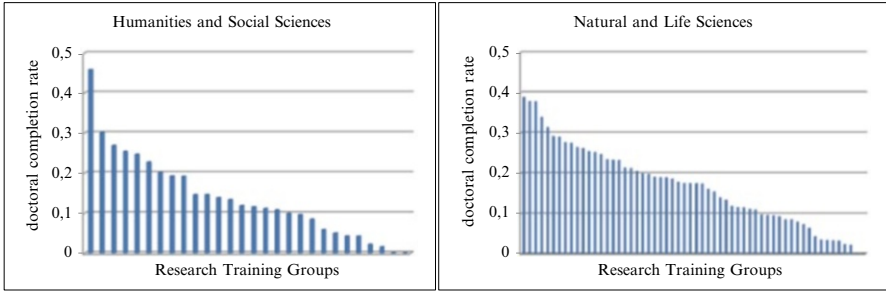 Humanities and Social Sciences
doctoral completion rate
0,5
0,4
0,3
0,2
0,1
0
Research Training Groups
Natural and Life Sciences
doctoral completion rate
0,5
0,4
0,3
0,2
0,1
0
Research Training Groups